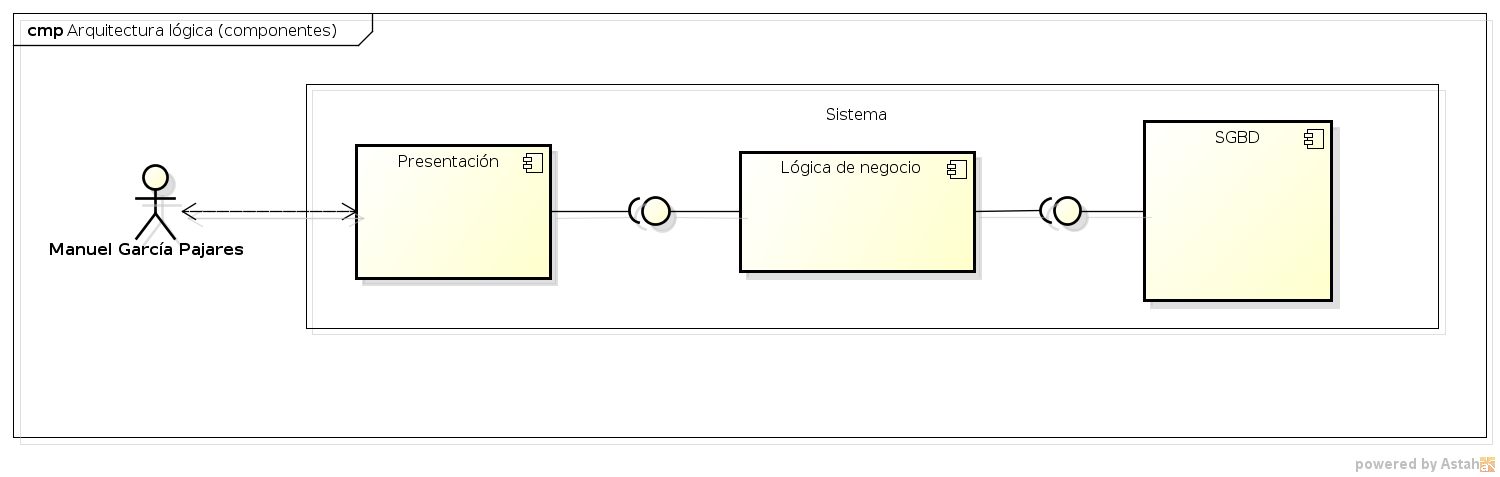 cmp Arquitectura lógica (componentes)
Sistema
Presentación
Lógica de negocio
SGBD
Manuel García Pajares
powered by Astah